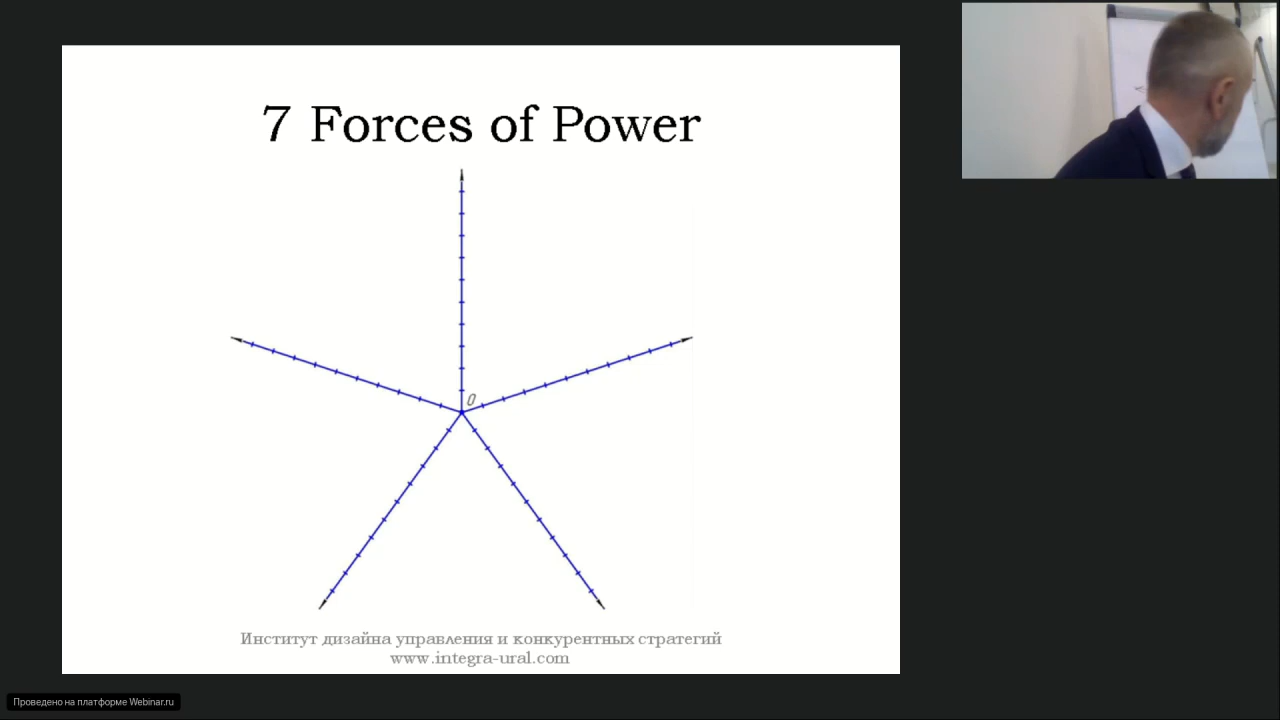 7 Forces of Power
0
Институт дизайна управления и конкурентных стратегий
www.integra-ural.com
Проведено на платформе Webinar.ru